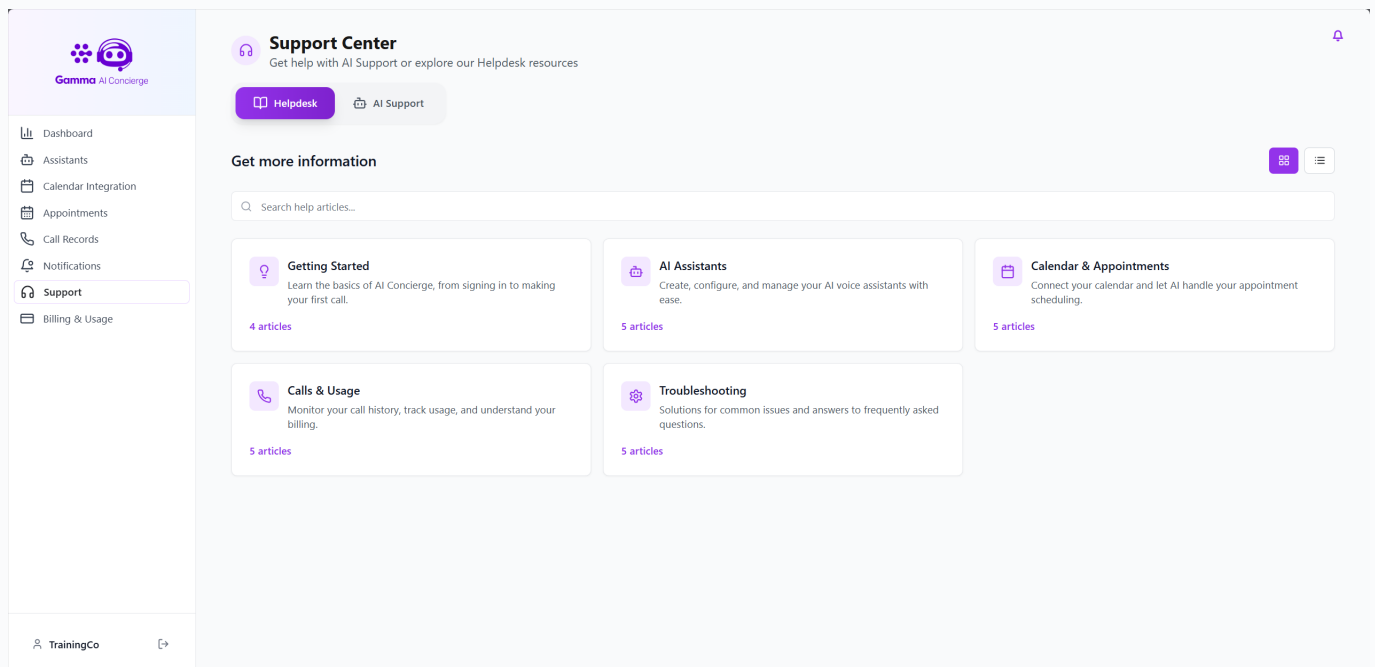 Gamma AI Concierge
Dashboard
Assistants
Calendar Integration
Appointments
Call Records
Notifications
Support
Billing & Usage
TrainingCo
Support Center
Get help with AI Support or explore our Helpdesk resources
Helpdesk
AI Support
Get more information
Search help articles...
Getting Started
Learn the basics of AI Concierge, from signing in to making
your first call.
4 articles
AI Assistants
Create, configure, and manage your AI voice assistants with
ease.
5 articles
Calendar & Appointments
Connect your calendar and let AI handle your appointment
scheduling.
5 articles
Calls & Usage
Monitor your call history, track usage, and understand your
billing.
5 articles
Troubleshooting
Solutions for common issues and answers to frequently asked
questions.
5 articles